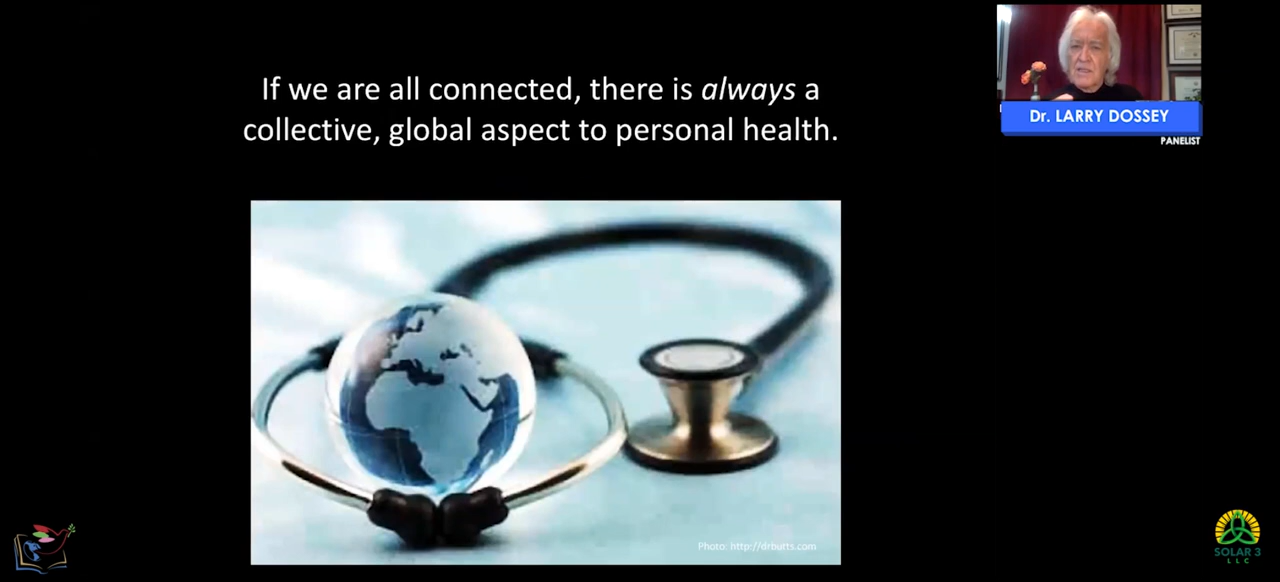 If we are all connected, there is always a
collective, global aspect to personal health.
Dr. LARRY DOSSEY
PANELIST
Photo: http://drbutts.com
SOLAR 3
LLC